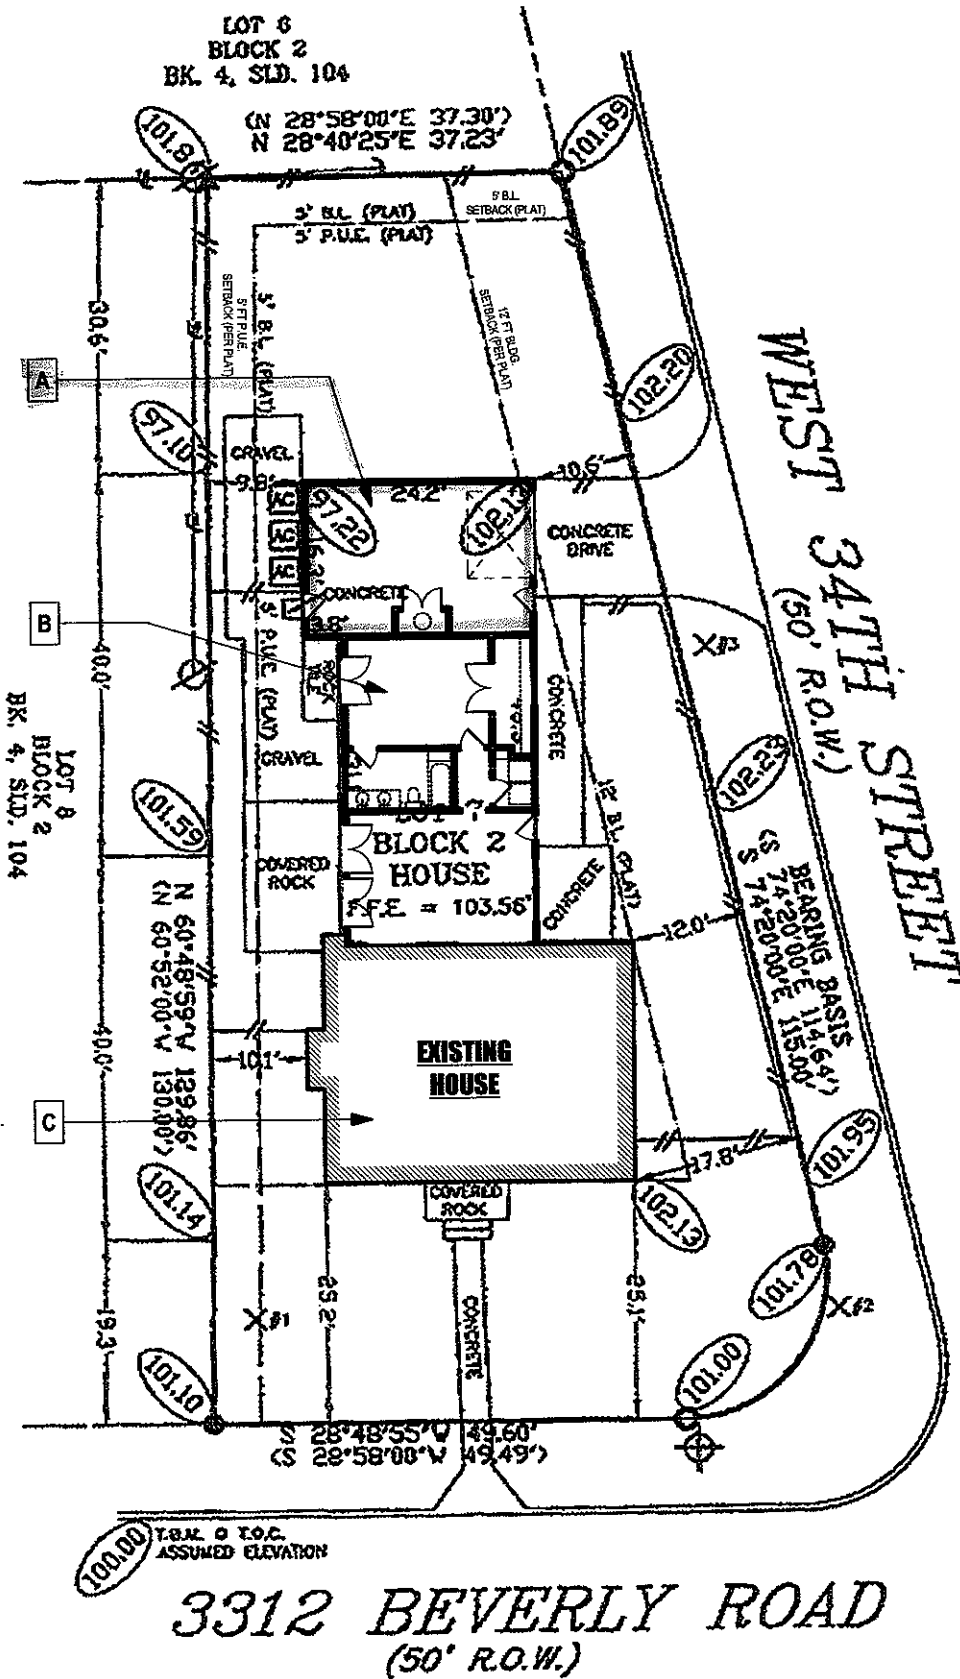 LOT 6
BLOCK 2
BK. 4, SLD. 104
(N 28°58'00"E 37.30')
N 28°40'25"E 37.23'
101.89
5' B.L. (PLAT)
5' P.U.E. (PLAT)
5' B.L.
SETBACK (PLAT)
5' B.L. (PLAT)
5 FT P.U.E.
SETBACK (PER PLAT)
12 FT BLDG.
SETBACK (PER PLAT)
30.6'
A
97.10
102.20
WEST 34TH STREET
(50' R.O.W.)
GRAVEL
9.8'
24.2'
10.6'
97.22
102.13
CONCRETE
DRIVE
CONCRETE
3.8'
B
5' P.U.E. (PLAT)
40.0'
ROCK
#3
CONCRETE
GRAVEL
102.29
LOT 8
BLOCK 2
BK. 4, SLD. 104
101.59
12' B.L. (PLAT)
BLOCK 2
HOUSE
F.F.E. = 103.56'
COVERED
ROCK
CONCRETE
12.0'
BEARING BASIS
(S 74°20'00"E 114.64')
S 74°20'00"E 115.00'
N 60°48'59"W 129.86'
(N 60°52'00"W 130.00')
40.0'
10.1'
EXISTING
HOUSE
C
17.8'
101.95
101.14
COVERED
ROCK
102.13
101.78
19.3'
#1
25.2'
CONCRETE
25.1'
#2
101.10
101.00
S 28°48'55"W 49.60'
(S 28°58'00"W 49.49')
100.00
T.B.M. @ T.O.C.
ASSUMED ELEVATION
3312 BEVERLY ROAD
(50' R.O.W.)